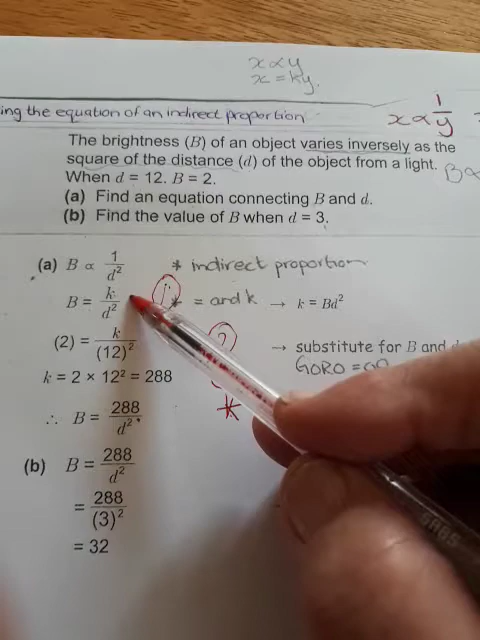 x ∝ y
x = ky.
ing the equation of an indirect proportion
x ∝ 1/y
The brightness (B) of an object varies inversely as the
square of the distance (d) of the object from a light.
B∝
When d = 12. B = 2.
(a) Find an equation connecting B and d.
(b) Find the value of B when d = 3.
(a) B ∝ 1/d² * indirect proportion
B = k/d² 1 * = and k → k = Bd²
(2) = k/(12)² 2 → substitute for B and d
k = 2 × 12² = 288
∴ B = 288/d² *
(b) B = 288/d²
= 288/(3)²
= 32